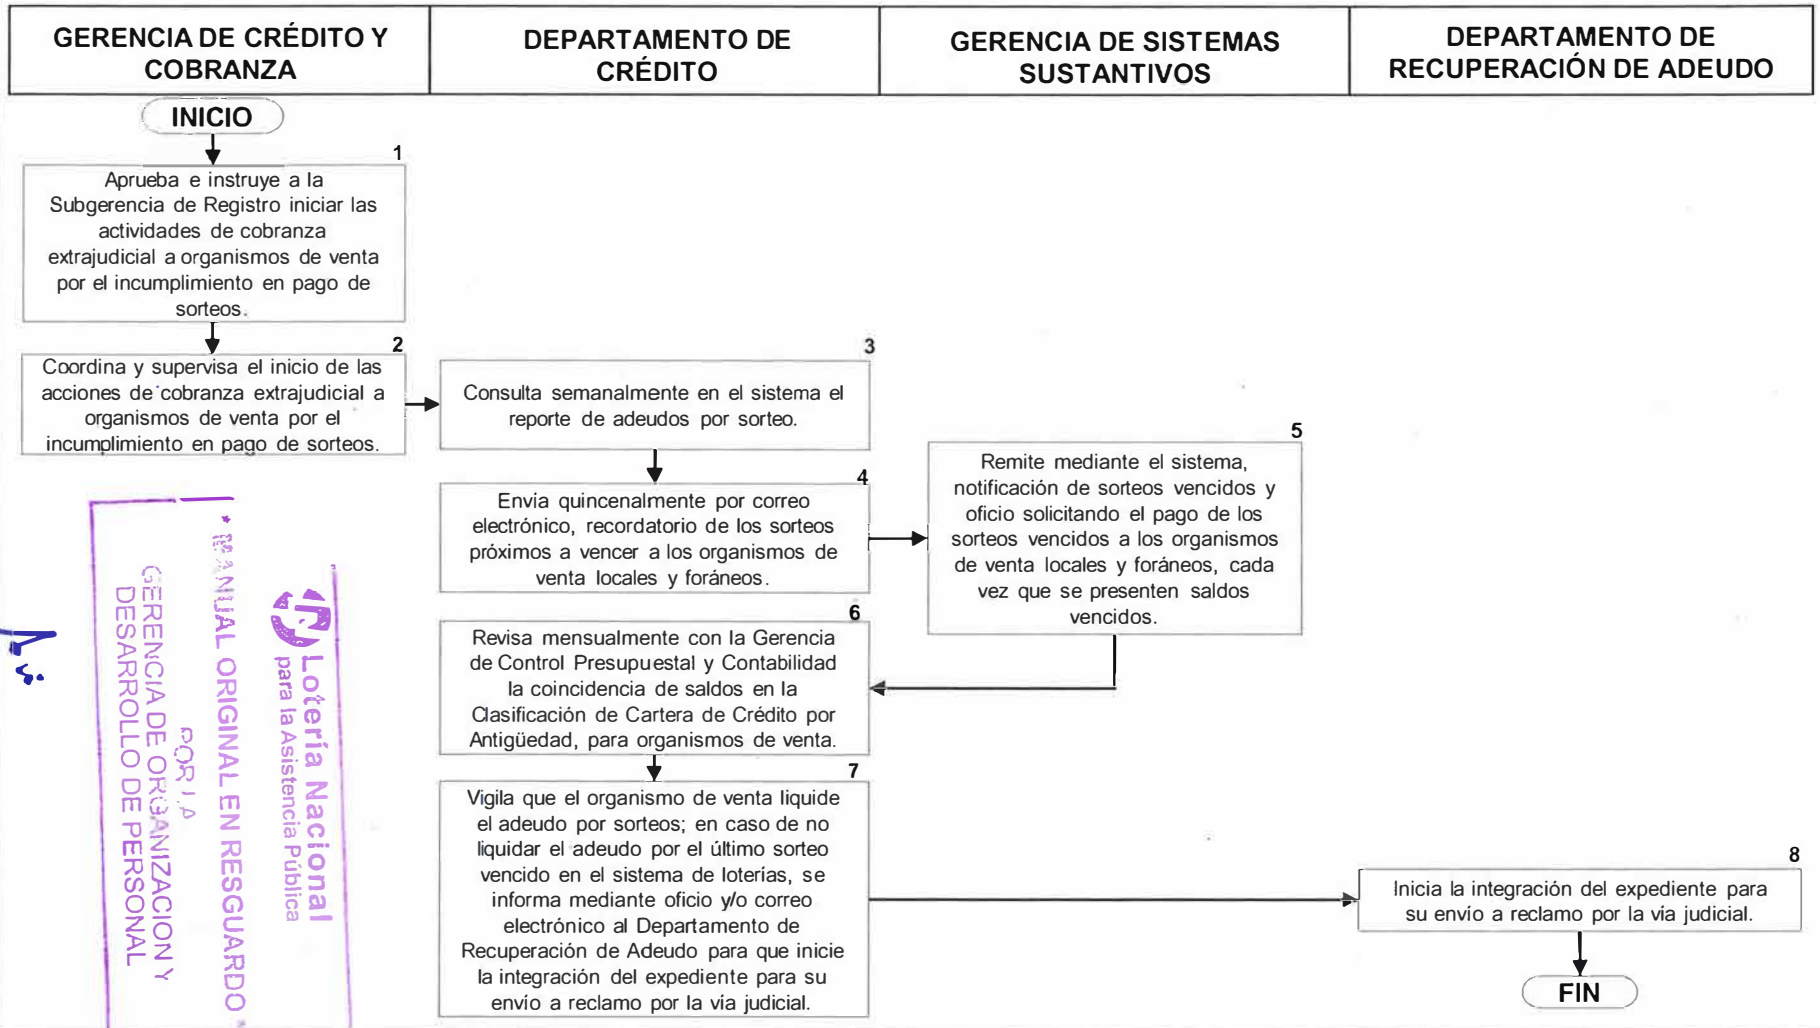 GERENCIA DE CRÉDITO Y
COBRANZA
DEPARTAMENTO DE
CRÉDITO
GERENCIA DE SISTEMAS
SUSTANTIVOS
DEPARTAMENTO DE
RECUPERACIÓN DE ADEUDO
INICIO
1
Aprueba e instruye a la
Subgerencia de Registro iniciar las
actividades de cobranza
extrajudicial a organismos de venta
por el incumplimiento en pago de
sorteos.
2
Coordina y supervisa el inicio de las
acciones de cobranza extrajudicial a
organismos de venta por el
incumplimiento en pago de sorteos.
3
Consulta semanalmente en el sistema el
reporte de adeudos por sorteo.
4
Envía quincenalmente por correo
electrónico, recordatorio de los sorteos
próximos a vencer a los organismos de
venta locales y foráneos.
5
Remite mediante el sistema,
notificación de sorteos vencidos y
oficio solicitando el pago de los
sorteos vencidos a los organismos
de venta locales y foráneos, cada
vez que se presenten saldos
vencidos.
6
Revisa mensualmente con la Gerencia
de Control Presupuestal y Contabilidad
la coincidencia de saldos en la
Clasificación de Cartera de Crédito por
Antigüedad, para organismos de venta.
7
Vigila que el organismo de venta liquide
el adeudo por sorteos; en caso de no
liquidar el adeudo por el último sorteo
vencido en el sistema de loterías, se
informa mediante oficio y/o correo
electrónico al Departamento de
Recuperación de Adeudo para que inicie
la integración del expediente para su
envío a reclamo por la vía judicial.
8
Inicia la integración del expediente para
su envío a reclamo por la vía judicial.
FIN
Lotería Nacional
para la Asistencia Pública
" MANUAL ORIGINAL EN RESGUARDO "
POR LA
GERENCIA DE ORGANIZACION Y
DESARROLLO DE PERSONAL